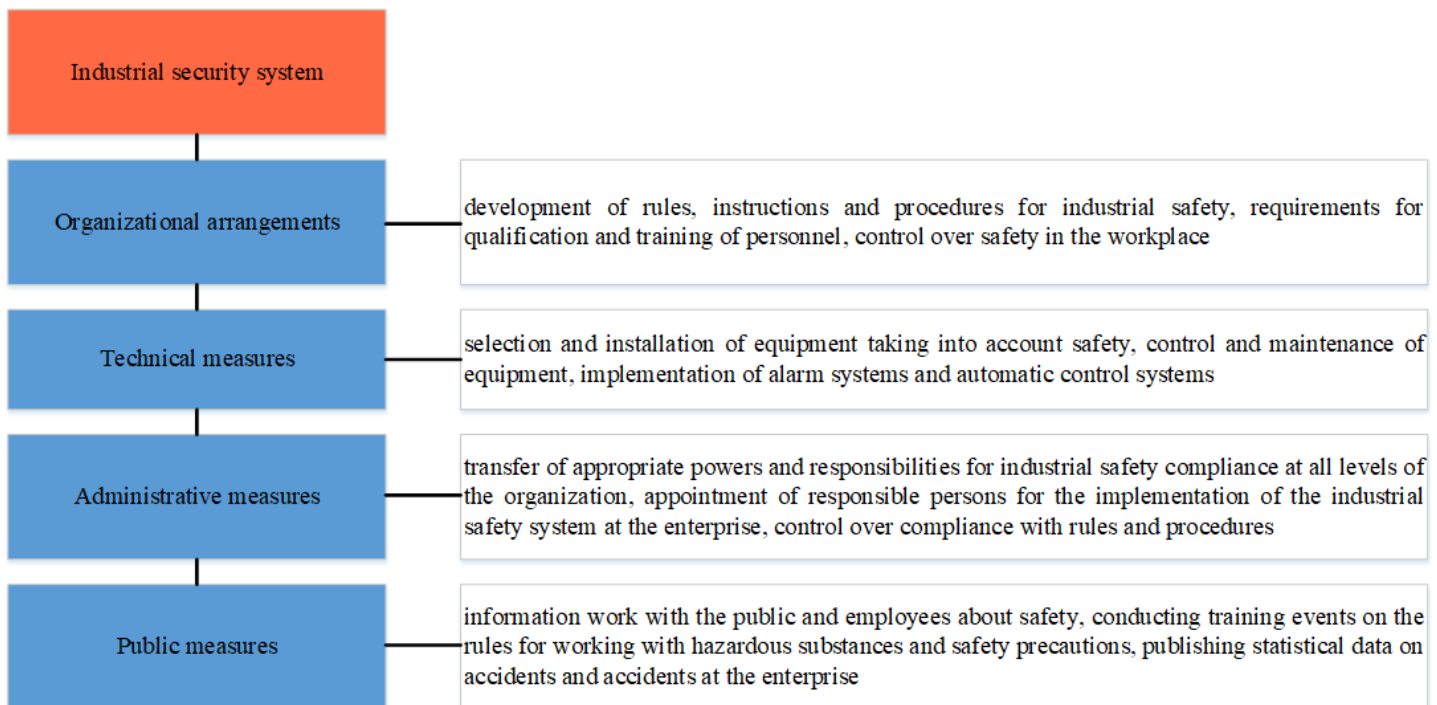 Industrial security system
Organizational arrangements
development of rules, instructions and procedures for industrial safety, requirements for
qualification and training of personnel, control over safety in the workplace
Technical measures
selection and installation of equipment taking into account safety, control and maintenance of
equipment, implementation of alarm systems and automatic control systems
Administrative measures
transfer of appropriate powers and responsibilities for industrial safety compliance at all levels of
the organization, appointment of responsible persons for the implementation of the industrial
safety system at the enterprise, control over compliance with rules and procedures
Public measures
information work with the public and employees about safety, conducting training events on the
rules for working with hazardous substances and safety precautions, publishing statistical data on
accidents and accidents at the enterprise